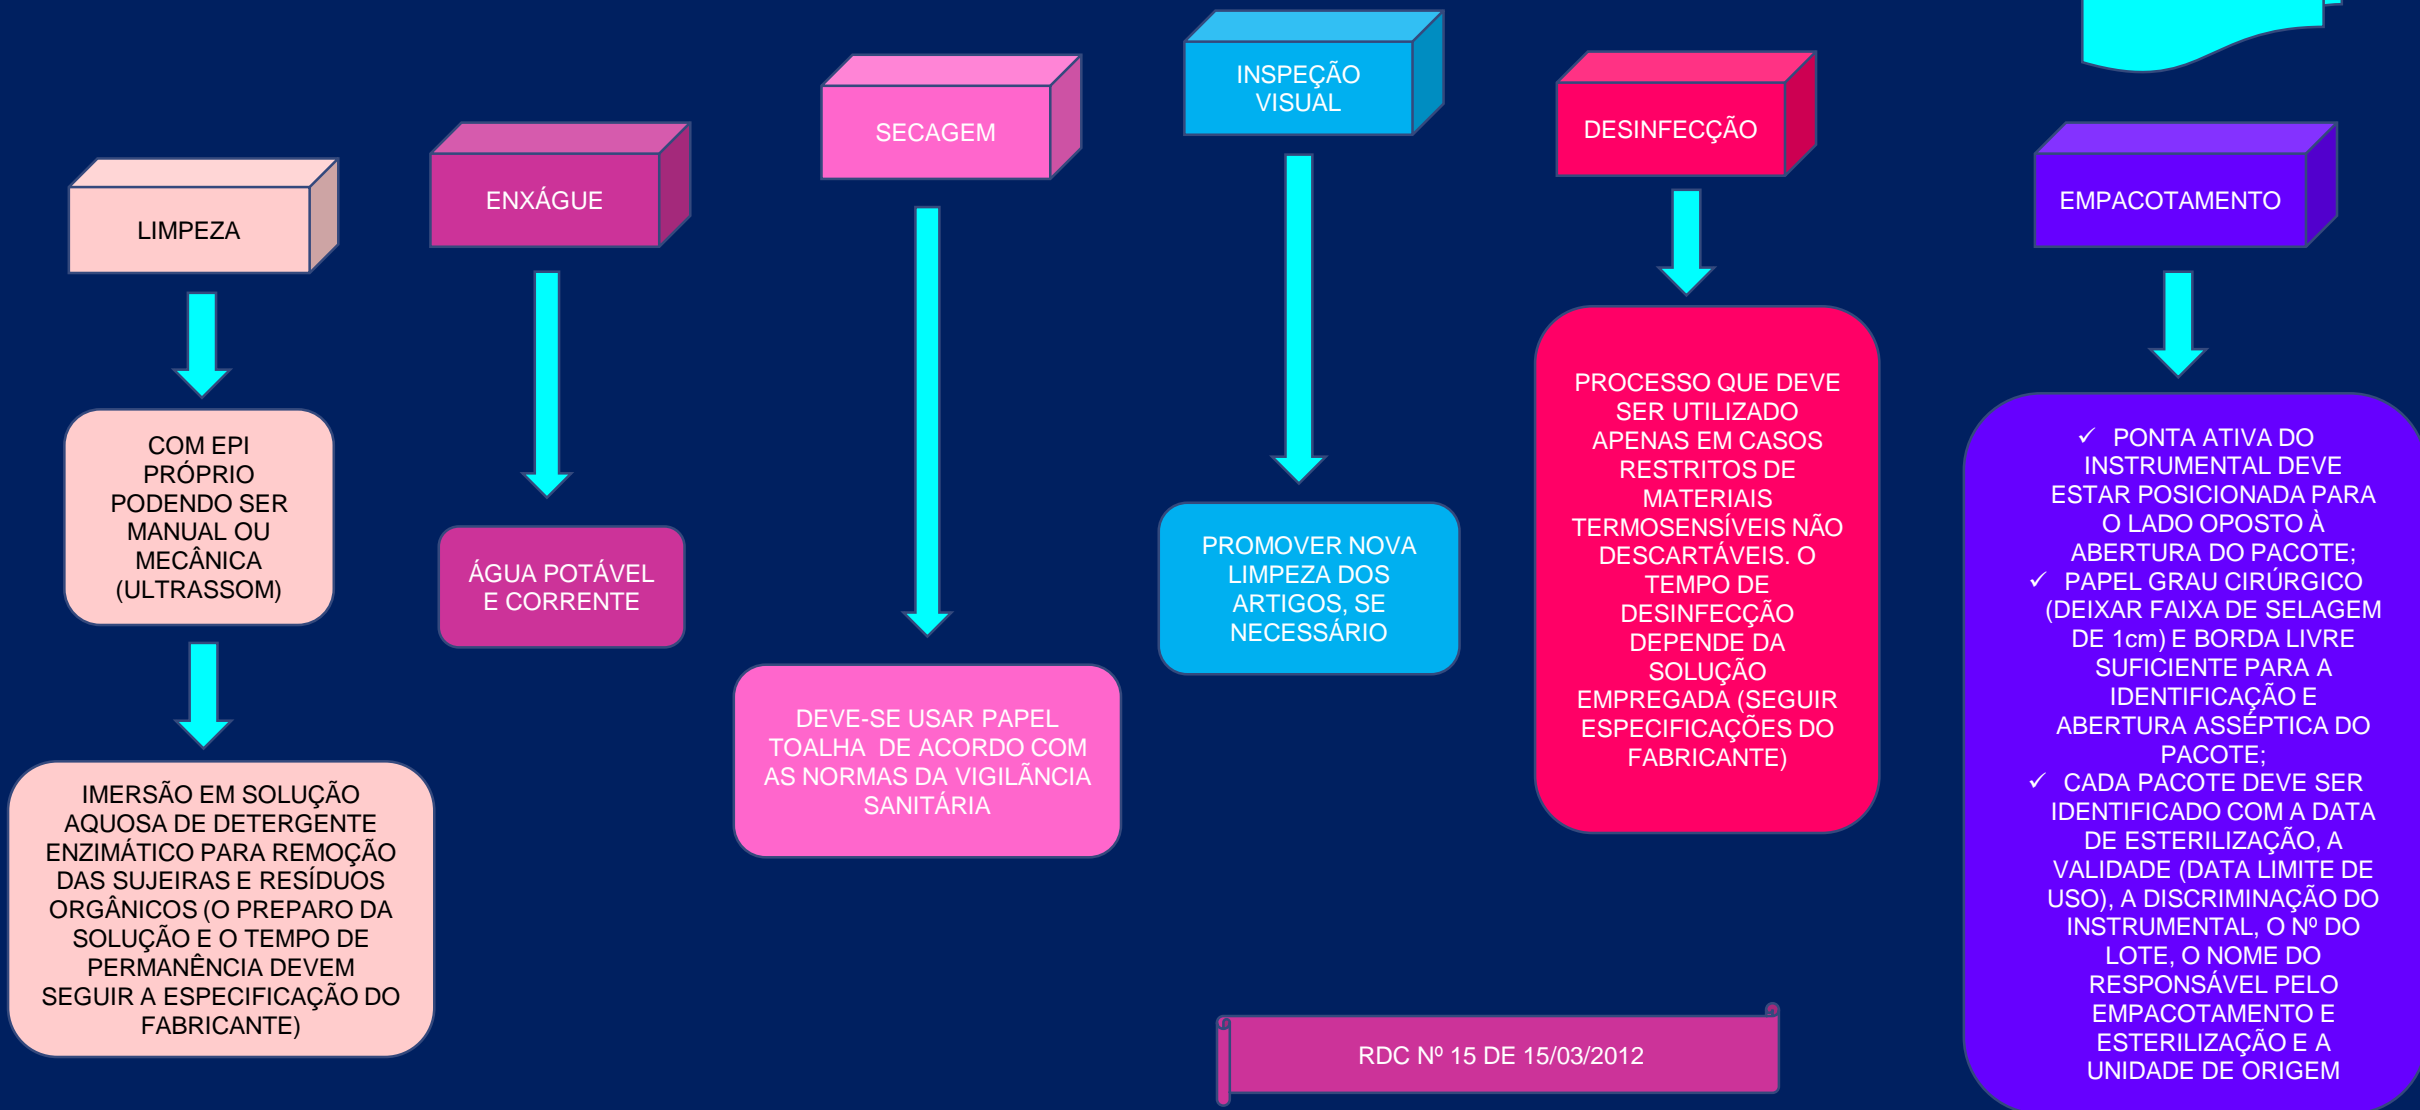 LIMPEZA
COM EPI
PRÓPRIO
PODENDO SER
MANUAL OU
MECÂNICA
(ULTRASSOM)
IMERSÃO EM SOLUÇÃO
AQUOSA DE DETERGENTE
ENZIMÁTICO PARA REMOÇÃO
DAS SUJEIRAS E RESÍDUOS
ORGÂNICOS (O PREPARO DA
SOLUÇÃO E O TEMPO DE
PERMANÊNCIA DEVEM
SEGUIR A ESPECIFICAÇÃO DO
FABRICANTE)
ENXÁGUE
ÁGUA POTÁVEL
E CORRENTE
SECAGEM
DEVE-SE USAR PAPEL
TOALHA DE ACORDO COM
AS NORMAS DA VIGILÃNCIA
SANITÁRIA
INSPEÇÃO
VISUAL
PROMOVER NOVA
LIMPEZA DOS
ARTIGOS, SE
NECESSÁRIO
DESINFECÇÃO
PROCESSO QUE DEVE
SER UTILIZADO
APENAS EM CASOS
RESTRITOS DE
MATERIAIS
TERMOSENSÍVEIS NÃO
DESCARTÁVEIS. O
TEMPO DE
DESINFECÇÃO
DEPENDE DA
SOLUÇÃO
EMPREGADA (SEGUIR
ESPECIFICAÇÕES DO
FABRICANTE)
EMPACOTAMENTO
✓ PONTA ATIVA DO
INSTRUMENTAL DEVE
ESTAR POSICIONADA PARA
O LADO OPOSTO À
ABERTURA DO PACOTE;
✓ PAPEL GRAU CIRÚRGICO
(DEIXAR FAIXA DE SELAGEM
DE 1cm) E BORDA LIVRE
SUFICIENTE PARA A
IDENTIFICAÇÃO E
ABERTURA ASSÉPTICA DO
PACOTE;
✓ CADA PACOTE DEVE SER
IDENTIFICADO COM A DATA
DE ESTERILIZAÇÃO, A
VALIDADE (DATA LIMITE DE
USO), A DISCRIMINAÇÃO DO
INSTRUMENTAL, O Nº DO
LOTE, O NOME DO
RESPONSÁVEL PELO
EMPACOTAMENTO E
ESTERILIZAÇÃO E A
UNIDADE DE ORIGEM
RDC Nº 15 DE 15/03/2012